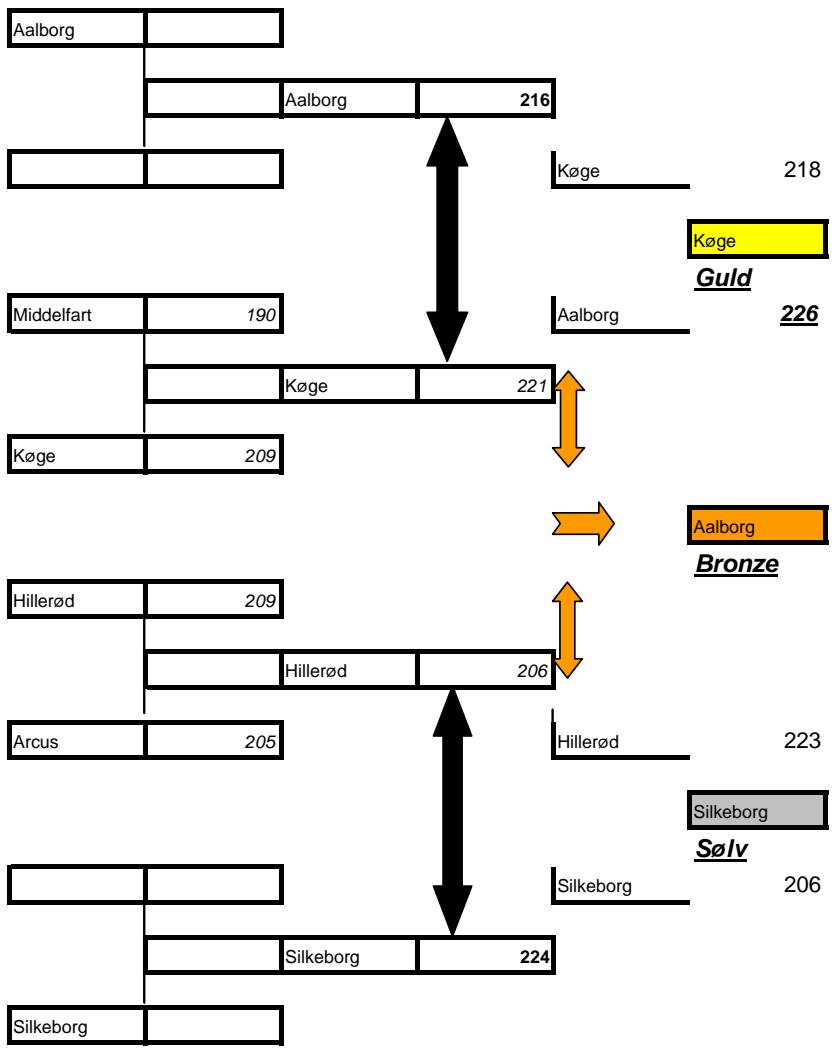 Aalborg
Aalborg 216
Køge 218
Køge
Guld
Middelfart 190 Aalborg 226
Køge 221
Køge 209
Aalborg
Bronze
Hillerød 209
Hillerød 206
Arcus 205 Hillerød 223
Silkeborg
Sølv
Silkeborg 206
Silkeborg 224
Silkeborg